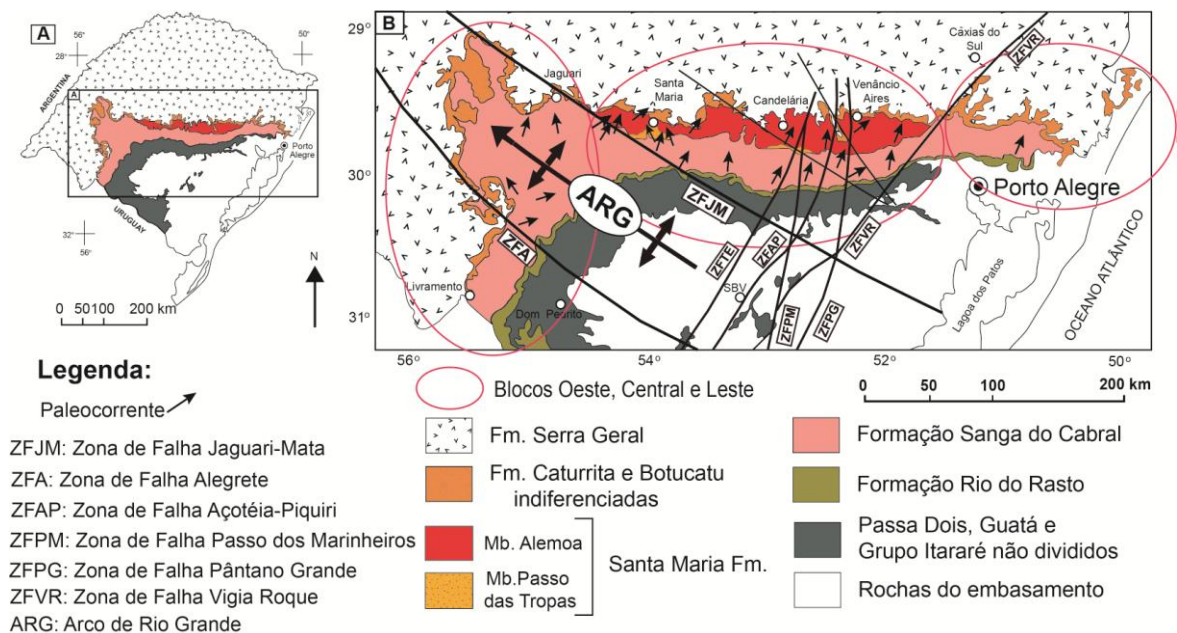 A
56°
28°
50°
ARGENTINA
A
Porto
Alegre
URUGUAY
32°
56°
N
0 50 100 200 km
B
29°
30°
31°
56°
54°
52°
50°
Jaguari
Santa
Maria
Candelária
Venâncio
Aires
Caxias
do Sul
ZFVR
Porto Alegre
ARG
ZFJM
ZFA
ZFTE
ZFAP
ZFVR
ZFPM
ZFPG
SBV
Livramento
Dom Pedrito
Lagoa dos Patos
OCEANO ATLÂNTICO
0 50 100 200 km
Legenda:
Paleocorrente
ZFJM: Zona de Falha Jaguari-Mata
ZFA: Zona de Falha Alegrete
ZFAP: Zona de Falha Açotéia-Piquiri
ZFPM: Zona de Falha Passo dos Marinheiros
ZFPG: Zona de Falha Pântano Grande
ZFVR: Zona de Falha Vigia Roque
ARG: Arco de Rio Grande
Blocos Oeste, Central e Leste
Fm. Serra Geral
Fm. Caturrita e Botucatu
indiferenciadas
Mb. Alemoa
Mb.Passo
das Tropas
Santa Maria Fm.
Formação Sanga do Cabral
Formação Rio do Rasto
Passa Dois, Guatá e
Grupo Itararé não divididos
Rochas do embasamento